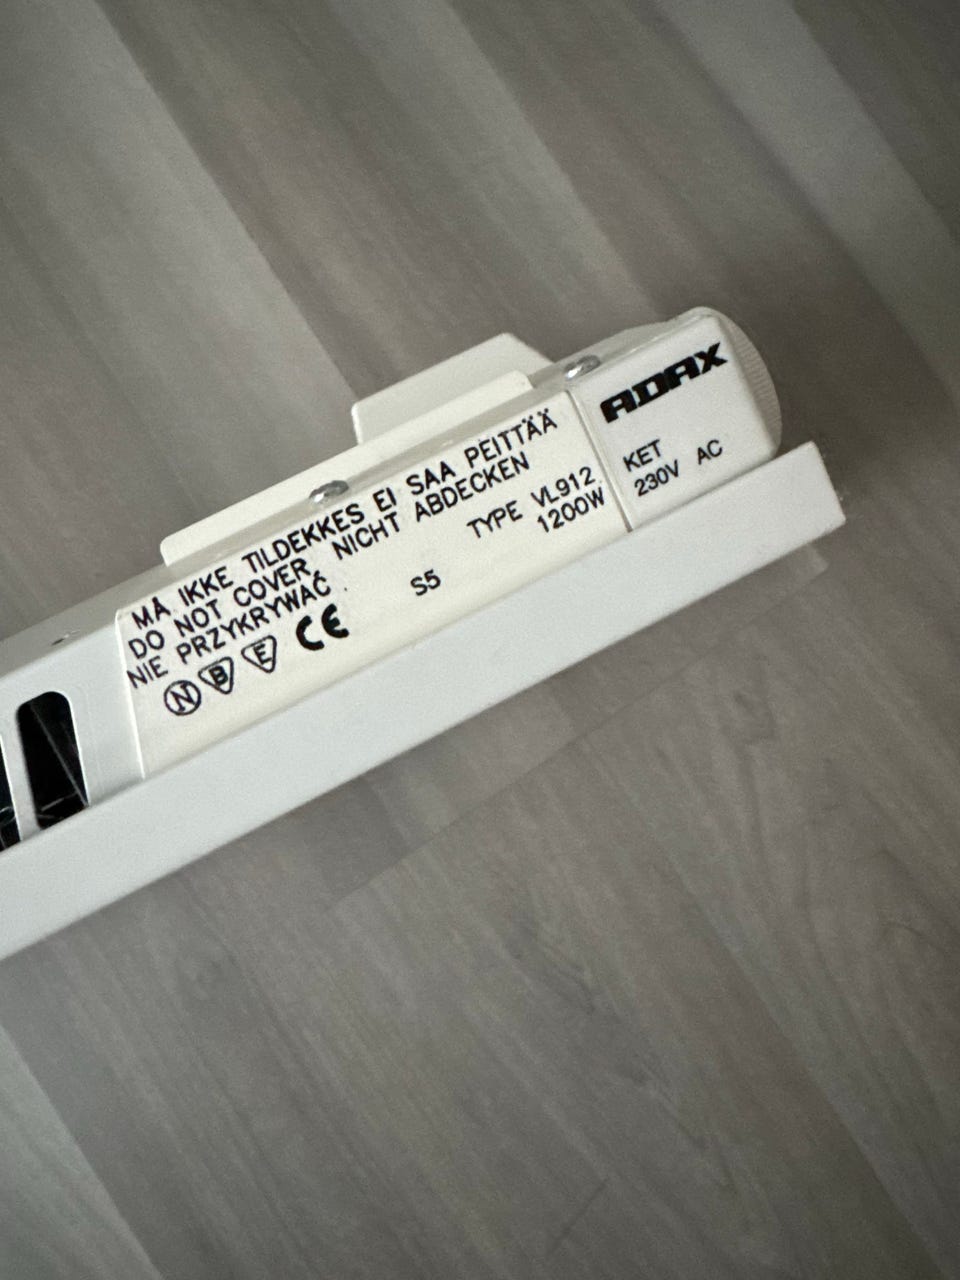 MÅ IKKE TILDEKKES EI SAA PEITTÄÄ
DO NOT COVER, NICHT ABDECKEN
NIE PRZYKRYWAĆ
S5
TYPE VL912
1200W
N B E CE
ADAX
KET
230V AC